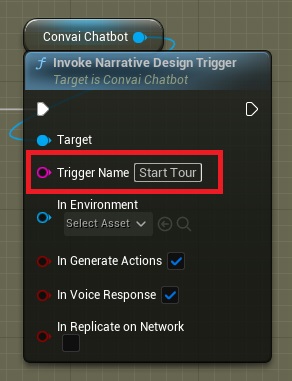 Convai Chatbot
Invoke Narrative Design Trigger
Target is Convai Chatbot
Target
Trigger Name Start Tour
In Environment
Select Asset
In Generate Actions
In Voice Response
In Replicate on Network